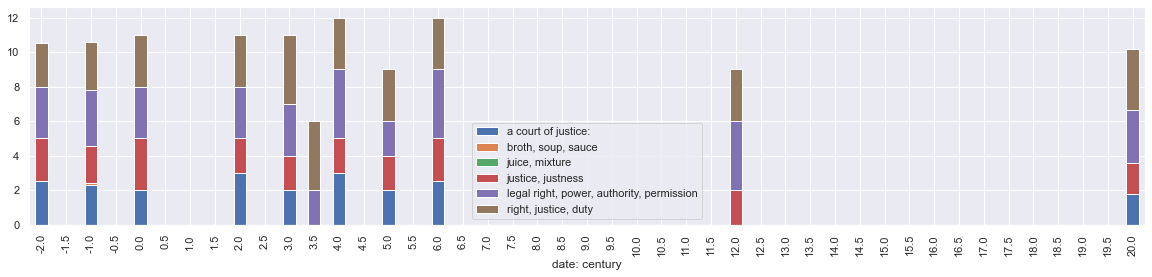 12
10
8
6
4
2
0
a court of justice:
broth, soup, sauce
juice, mixture
justice, justness
legal right, power, authority, permission
right, justice, duty
-2.0 -1.5 -1.0 -0.5 0.0 1.0 1.5 2.0 2.5 3.0 3.5 4.0 4.5 5.0 5.5 6.0 6.5 7.0 7.5 8.0 8.5 9.0 9.5 10.0 10.5 11.0 11.5 12.0 12.5 13.0 13.5 14.0 14.5 15.0 15.5 16.0 16.5 17.0 17.5 18.0 18.5 19.0 19.5 20.0
date: century